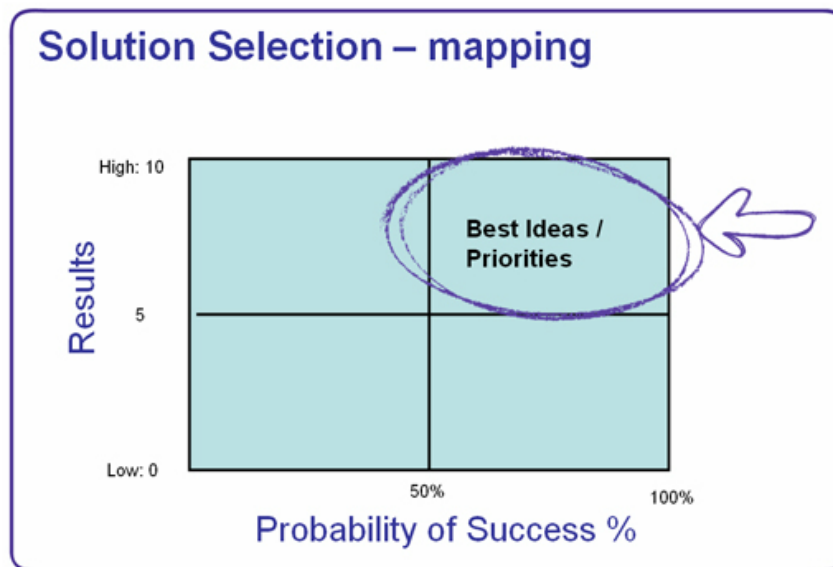 Solution Selection – mapping
High: 10
Best Ideas /
Priorities
Results
5
Low: 0
50%
100%
Probability of Success %